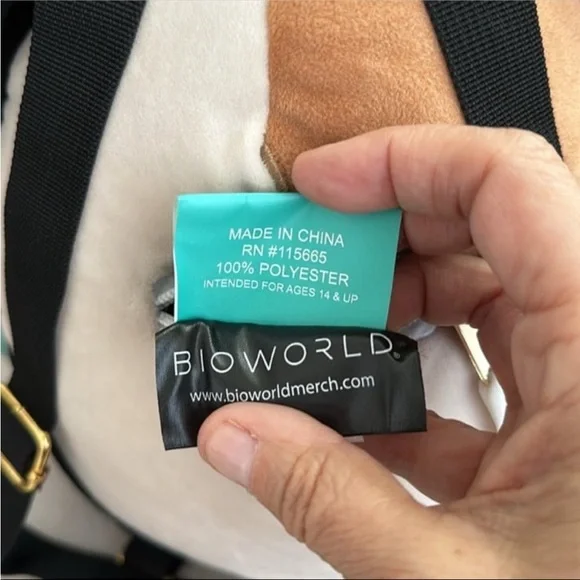 MADE IN CHINA
RN #115665
100% POLYESTER
INTENDED FOR AGES 14 & UP
BIOWORLD®
www.bioworldmerch.com